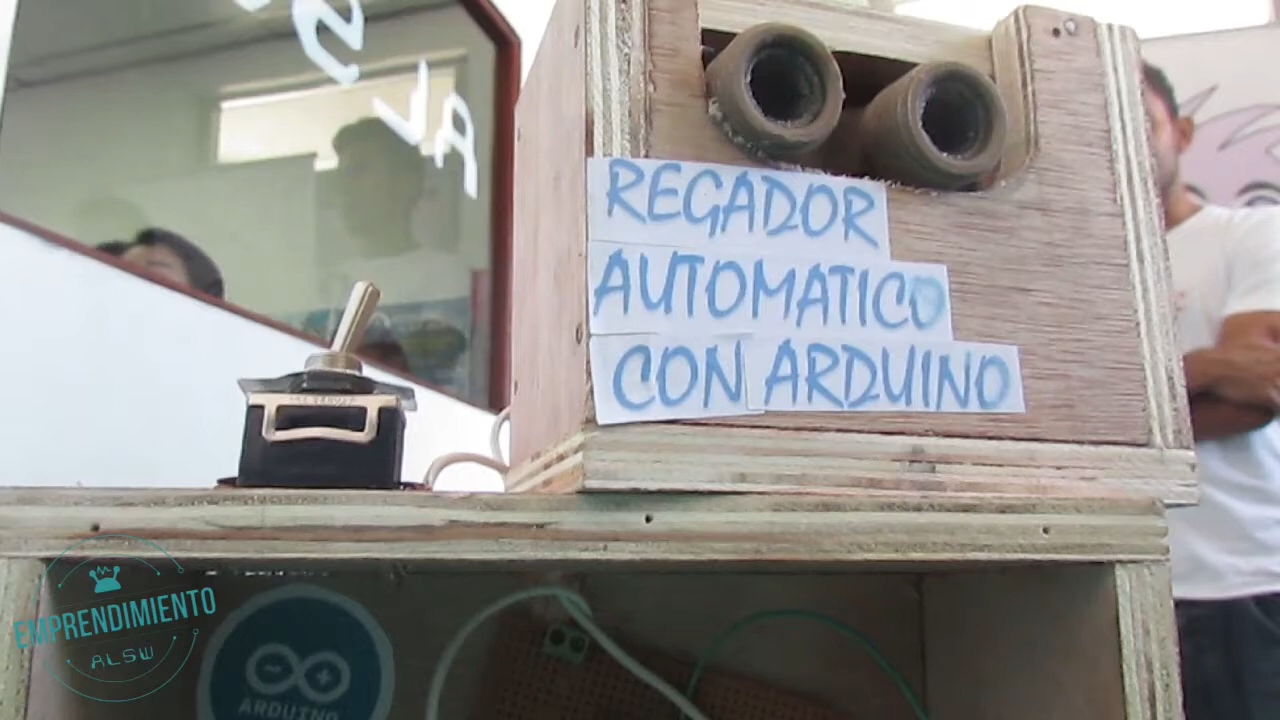 REGADOR
AUTOMATICO
CON ARDUINO
EMPRENDIMIENTO
ALSW
ARDUINO